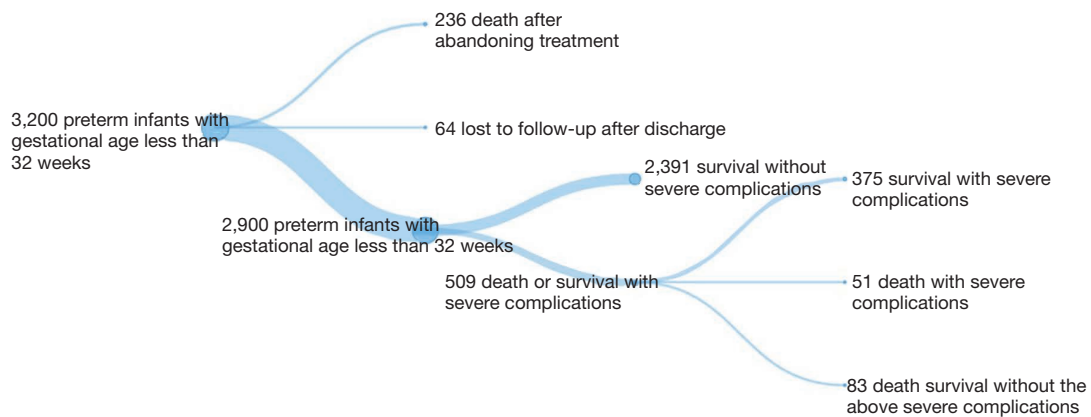 236 death after
abandoning treatment
3,200 preterm infants with
gestational age less than
32 weeks
64 lost to follow-up after discharge
2,391 survival without
severe complications
375 survival with severe
complications
2,900 preterm infants with
gestational age less than 32 weeks
509 death or survival with
severe complications
51 death with severe
complications
83 death survival without the
above severe complications